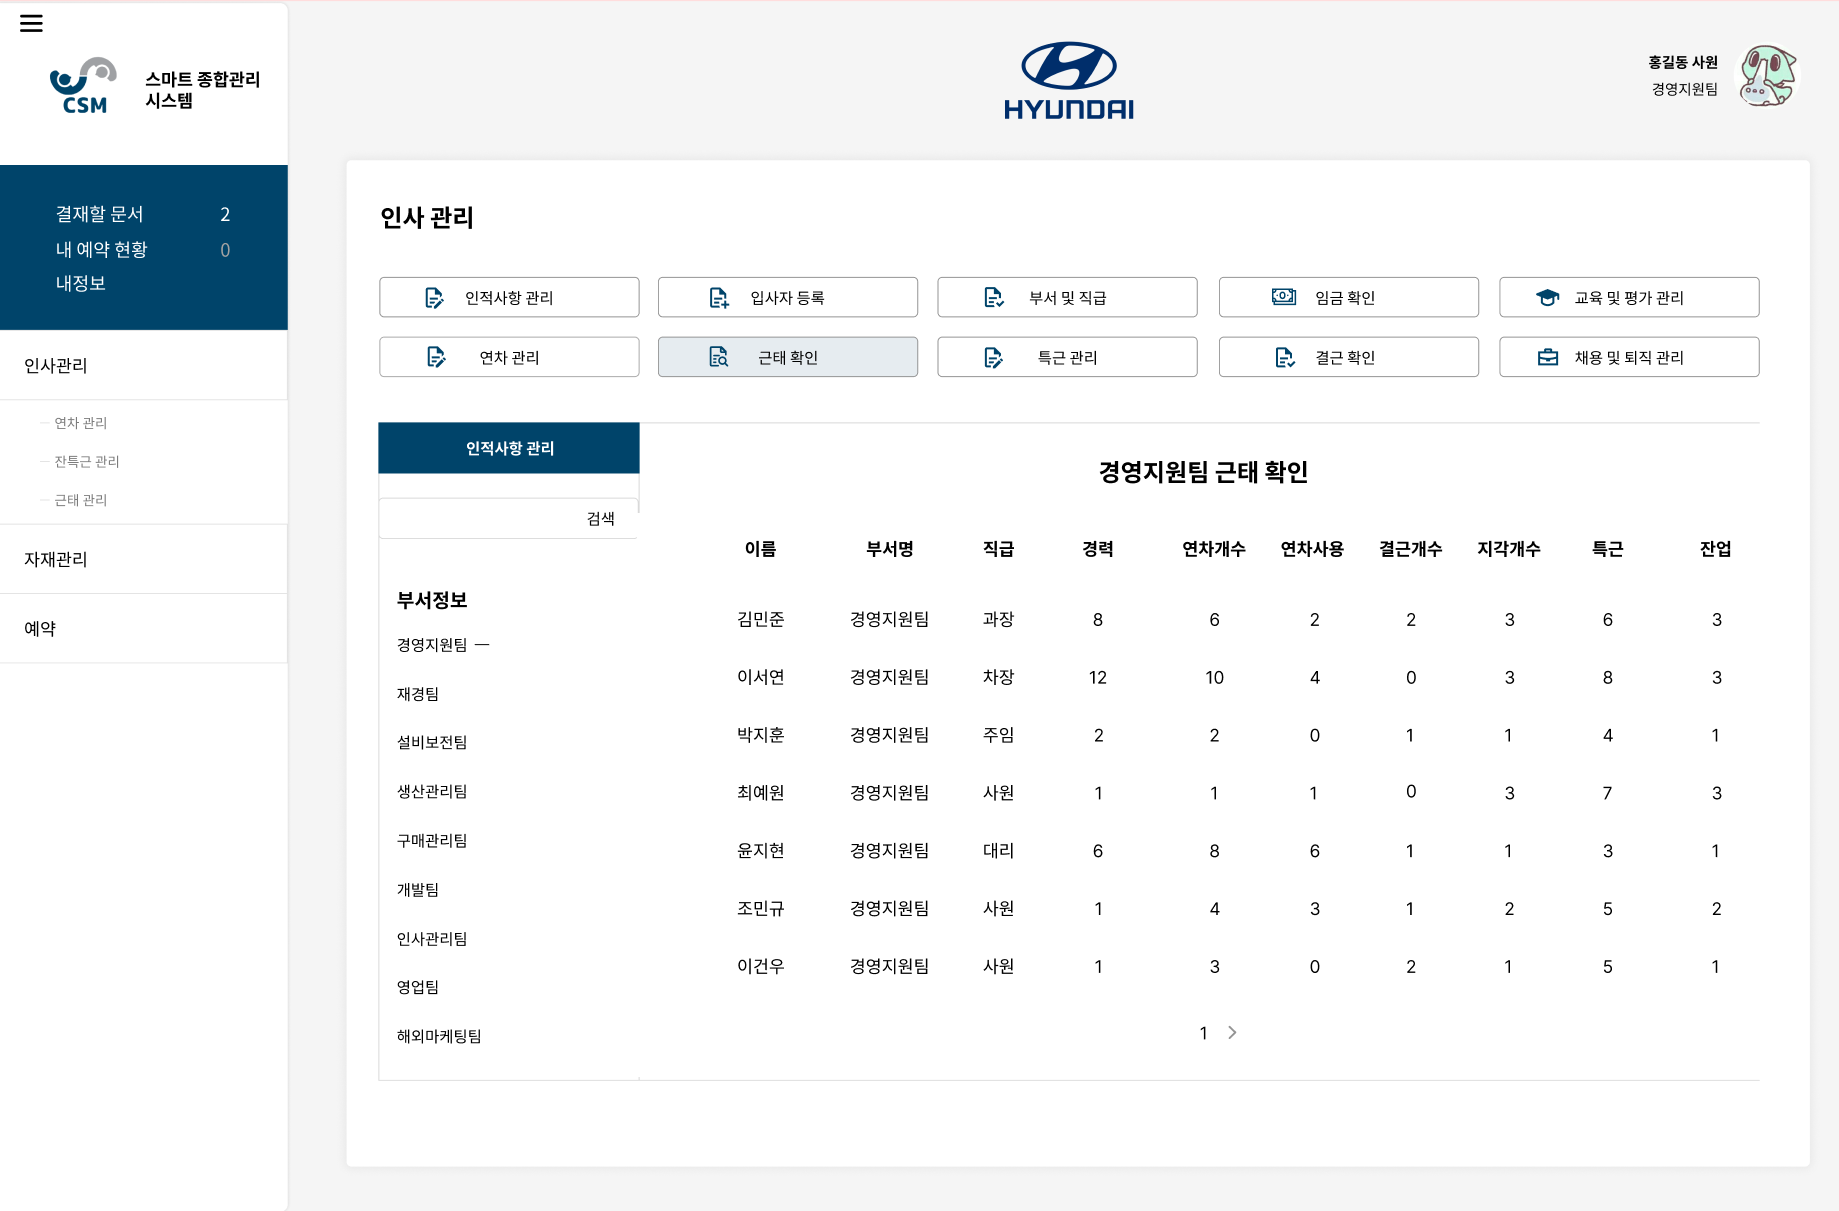 CSM
스마트 종합관리
시스템
HYUNDAI
홍길동 사원
경영지원팀
결재할 문서 2
내 예약 현황 0
내정보
인사관리
연차 관리
잔특근 관리
근태 관리
자재관리
예약
인사 관리
인적사항 관리 입사자 등록 부서 및 직급 임금 확인 교육 및 평가 관리
연차 관리 근태 확인 특근 관리 결근 확인 채용 및 퇴직 관리
인적사항 관리
검색
부서정보
경영지원팀 —
재경팀
설비보전팀
생산관리팀
구매관리팀
개발팀
인사관리팀
영업팀
해외마케팅팀
경영지원팀 근태 확인
이름 부서명 직급 경력 연차개수 연차사용 결근개수 지각개수 특근 잔업
김민준 경영지원팀 과장 8 6 2 2 3 6 3
이서연 경영지원팀 차장 12 10 4 0 3 8 3
박지훈 경영지원팀 주임 2 2 0 1 1 4 1
최예원 경영지원팀 사원 1 1 1 0 3 7 3
윤지현 경영지원팀 대리 6 8 6 1 1 3 1
조민규 경영지원팀 사원 1 4 3 1 2 5 2
이건우 경영지원팀 사원 1 3 0 2 1 5 1
1